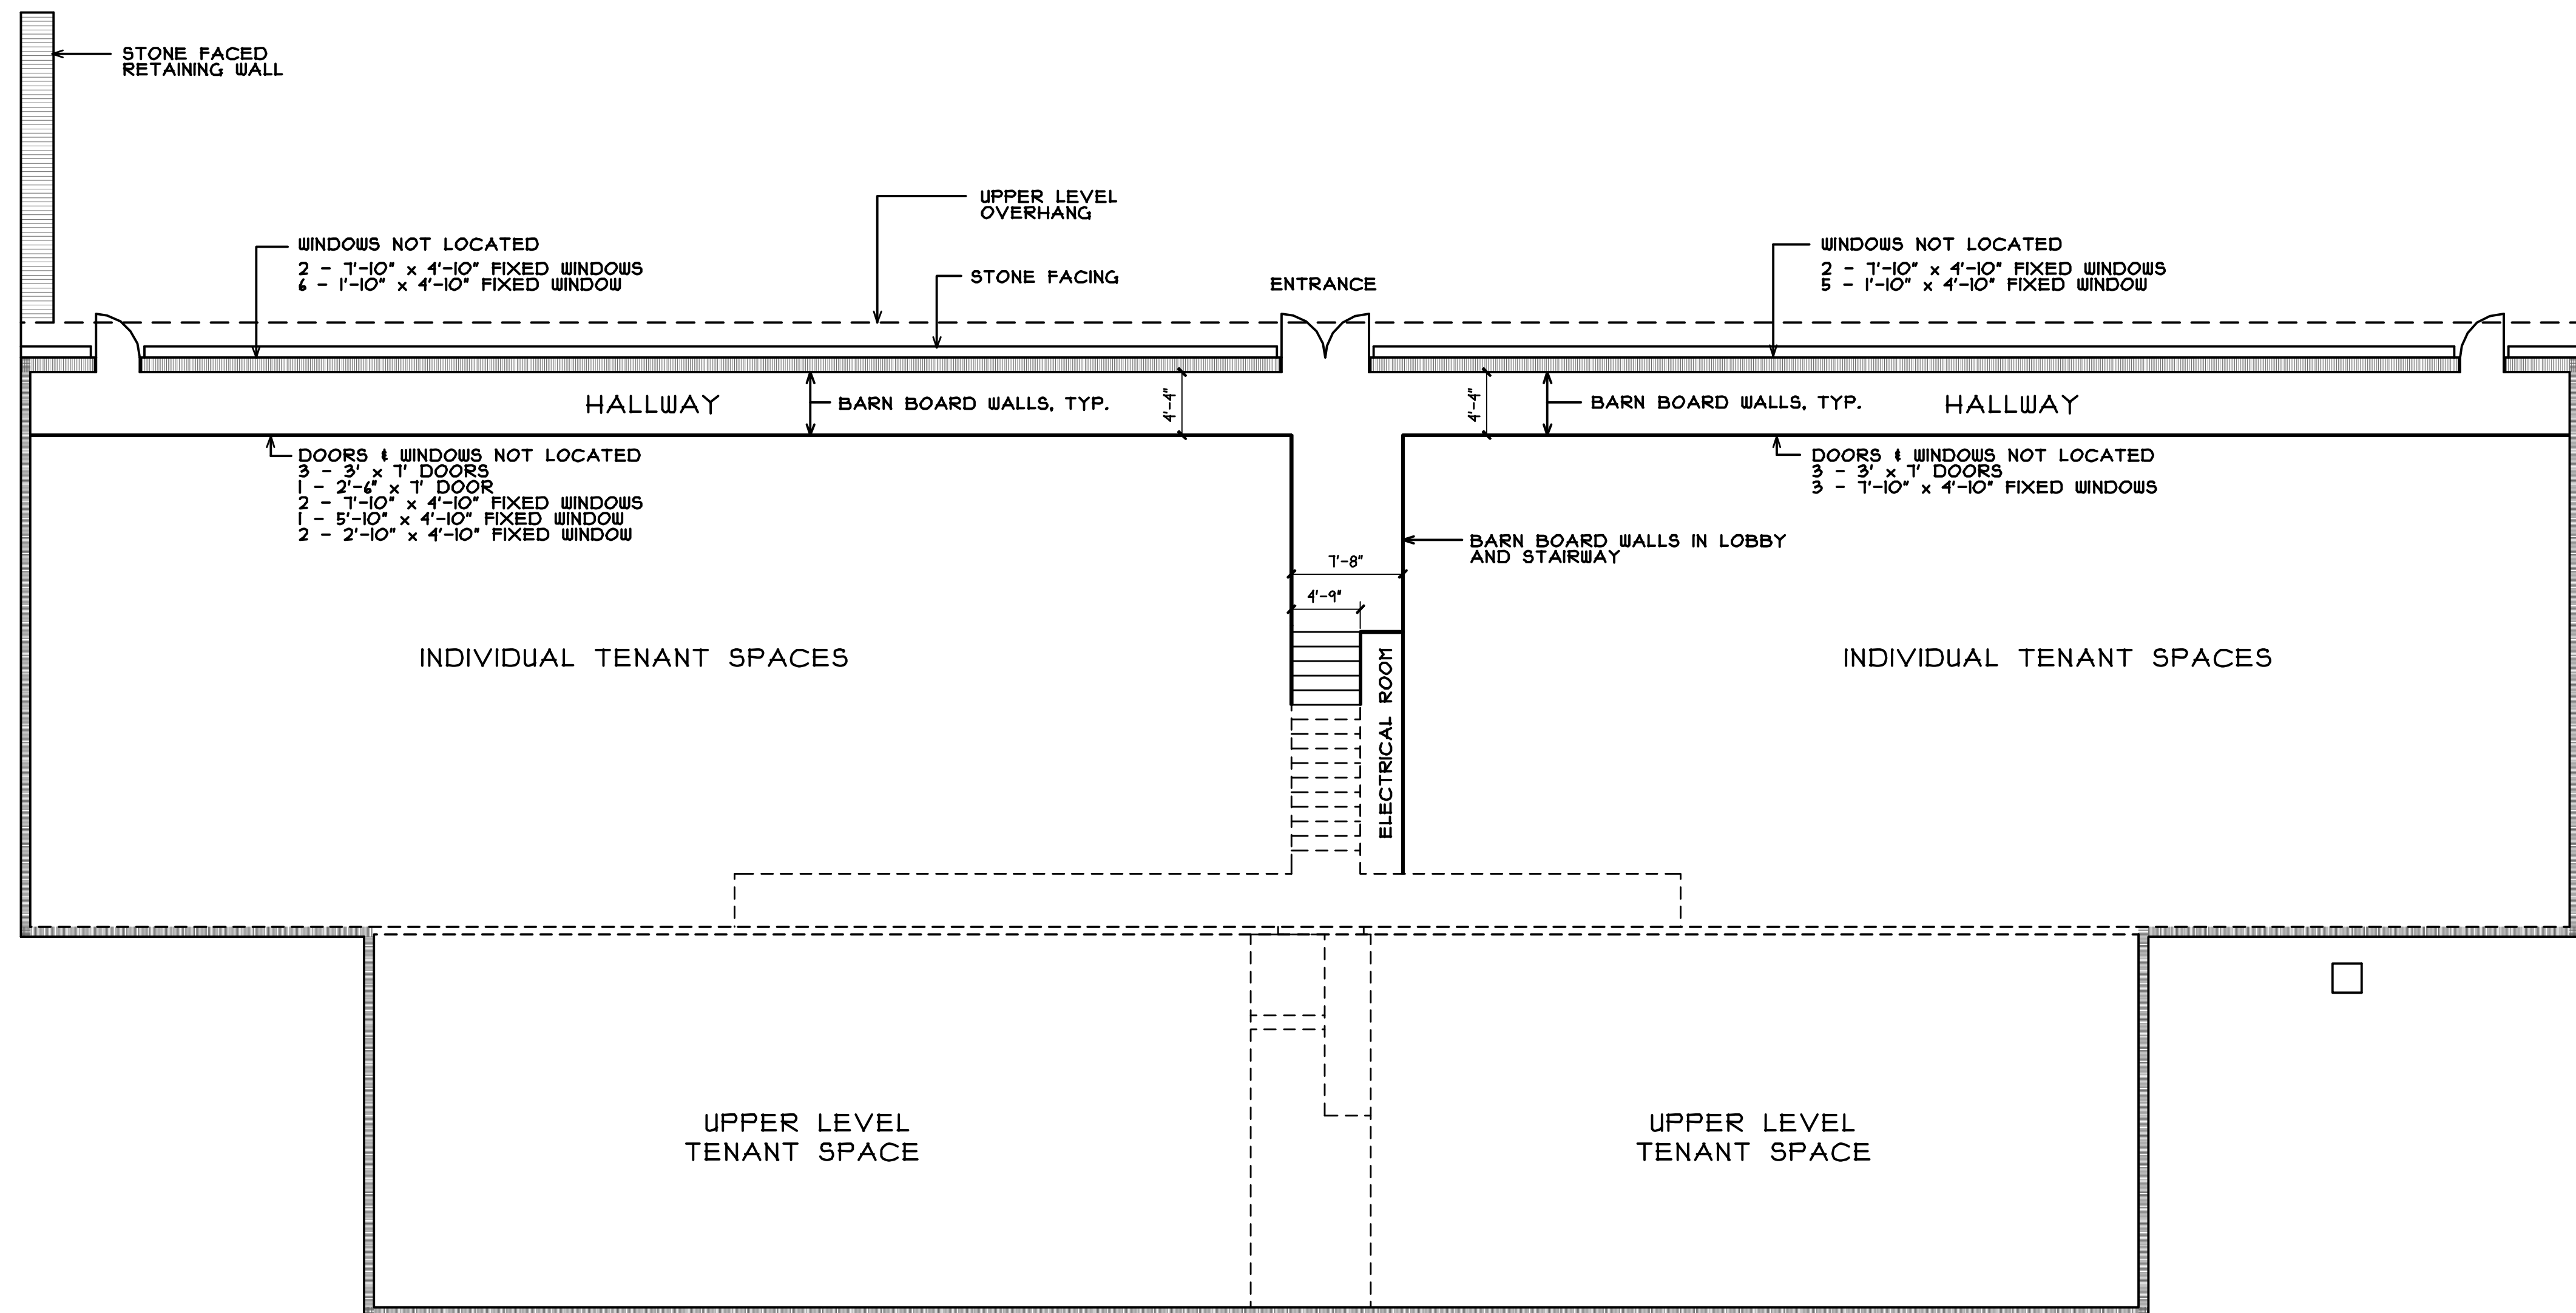 STONE FACED
RETAINING WALL
UPPER LEVEL
OVERHANG
WINDOWS NOT LOCATED
2 - 7'-10" x 4'-10" FIXED WINDOWS
6 - 1'-10" x 4'-10" FIXED WINDOW
STONE FACING
ENTRANCE
WINDOWS NOT LOCATED
2 - 7'-10" x 4'-10" FIXED WINDOWS
5 - 1'-10" x 4'-10" FIXED WINDOW
HALLWAY
BARN BOARD WALLS, TYP.
4'-4"
4'-4"
BARN BOARD WALLS, TYP.
HALLWAY
DOORS & WINDOWS NOT LOCATED
3 - 3' x 7' DOORS
1 - 2'-6" x 7' DOOR
2 - 7'-10" x 4'-10" FIXED WINDOWS
1 - 5'-10" x 4'-10" FIXED WINDOW
2 - 2'-10" x 4'-10" FIXED WINDOW
DOORS & WINDOWS NOT LOCATED
3 - 3' x 7' DOORS
3 - 7'-10" x 4'-10" FIXED WINDOWS
BARN BOARD WALLS IN LOBBY
AND STAIRWAY
7'-8"
4'-9"
INDIVIDUAL TENANT SPACES
ELECTRICAL ROOM
INDIVIDUAL TENANT SPACES
UPPER LEVEL
TENANT SPACE
UPPER LEVEL
TENANT SPACE